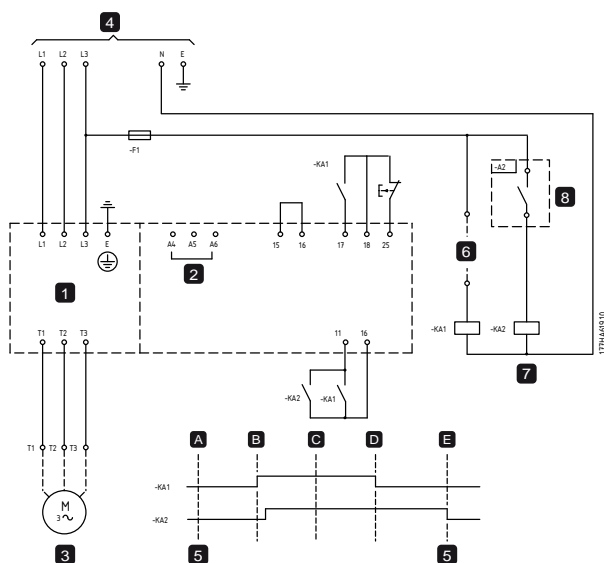 4
L1 L2 L3 N E
-F1
-KA1
-A2
8
6
L1 L2 L3 E
A4 A5 A6
15 16
17 18 25
2
1
-KA1 -KA2
7
177HA619.10
T1 T2 T3
11 16
-KA2 -KA1
T1 T2 T3
M
3
3
A B C D E
-KA1
-KA2
5 5